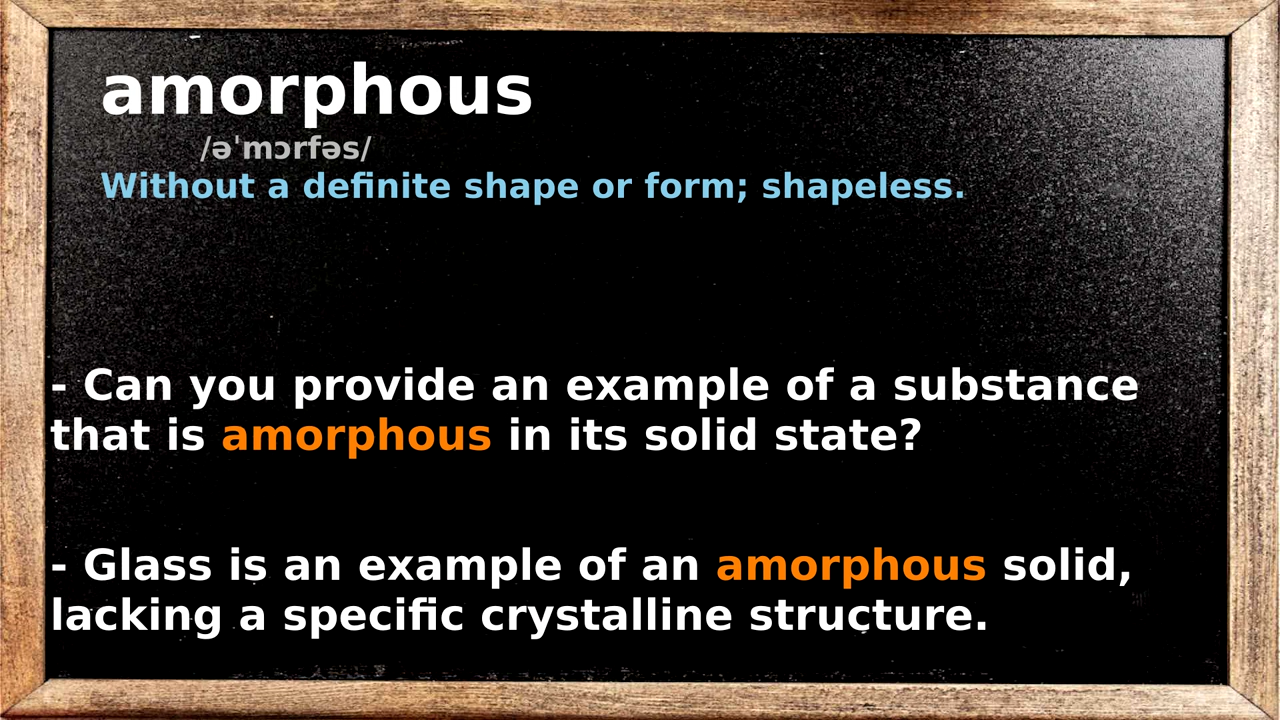 amorphous
/ə'mɔrfəs/
Without a definite shape or form; shapeless.
- Can you provide an example of a substance
that is amorphous in its solid state?
- Glass is an example of an amorphous solid,
lacking a specific crystalline structure.